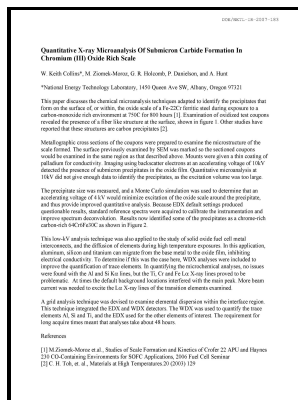 DOE/NETL-IR-2007-183
Quantitative X-ray Microanalysis Of Submicron Carbide Formation In
Chromium (III) Oxide Rich Scale
W. Keith Collins*, M. Ziomek-Moroz, G. R. Holcomb, P. Danielson, and A. Hunt
*National Energy Technology Laboratory, 1450 Queen Ave SW, Albany, Oregon 97321
This paper discusses the chemical microanalysis techniques adapted to identify the precipitates that
form on the surface of, or within, the oxide scale of a Fe-22Cr ferritic steel during exposure to a
carbon-monoxide rich environment at 750C for 800 hours [1]. Examination of oxidized test coupons
revealed the presence of a fiber like structure at the surface, shown in figure 1. Other studies have
reported that these structures are carbon precipitates [2].
Metallographic cross sections of the coupons were prepared to examine the microstructure of the
scale formed. The surface previously examined by SEM was marked so the sectioned coupon
would be examined in the same region as that described above. Mounts were given a thin coating of
palladium for conductivity. Imaging using backscatter electrons at an accelerating voltage of 10kV
detected the presence of submicron precipitates in the oxide film. Quantitative microanalysis at
10kV did not give enough data to identify the precipitates, as the excitation volume was too large.
The precipitate size was measured, and a Monte Carlo simulation was used to determine that an
accelerating voltage of 4kV would minimize excitation of the oxide scale around the precipitate,
and thus provide improved quantitative analysis. Because EDX default settings produced
questionable results, standard reference spectra were acquired to calibrate the instrumentation and
improve spectrum deconvolution. Results now identified some of the precipitates as a chrome-rich
carbon-rich 64Cr6Fe30C as shown in Figure 2.
This low-kV analysis technique was also applied to the study of solid oxide fuel cell metal
interconnects, and the diffusion of elements during high temperature exposures. In this application,
aluminum, silicon and titanium can migrate from the base metal to the oxide film, inhibiting
electrical conductivity. To determine if this was the case here, WDX analyses were included to
improve the quantification of trace elements. In quantifying the microchemical analyses, no issues
were found with the Al and Si Kα lines, but the Ti, Cr and Fe Lα X-ray lines proved to be
problematic. At times the default background locations interfered with the main peak. More beam
current was needed to excite the Lα X-ray lines of the transition elements examined.
A grid analysis technique was devised to examine elemental dispersion within the interface region.
This technique integrated the EDX and WDX detectors. The WDX was used to quantify the trace
elements Al, Si and Ti, and the EDX used for the other elements of interest. The requirement for
long acquire times meant that analyses take about 48 hours.
References
[1] M.Ziomek-Moroz et al., Studies of Scale Formation and Kinetics of Crofer 22 APU and Haynes
230 CO-Containing Environments for SOFC Applications, 2006 Fuel Cell Seminar
[2] C. H. Toh, et al., Materials at High Temperatures 20 (2003) 129